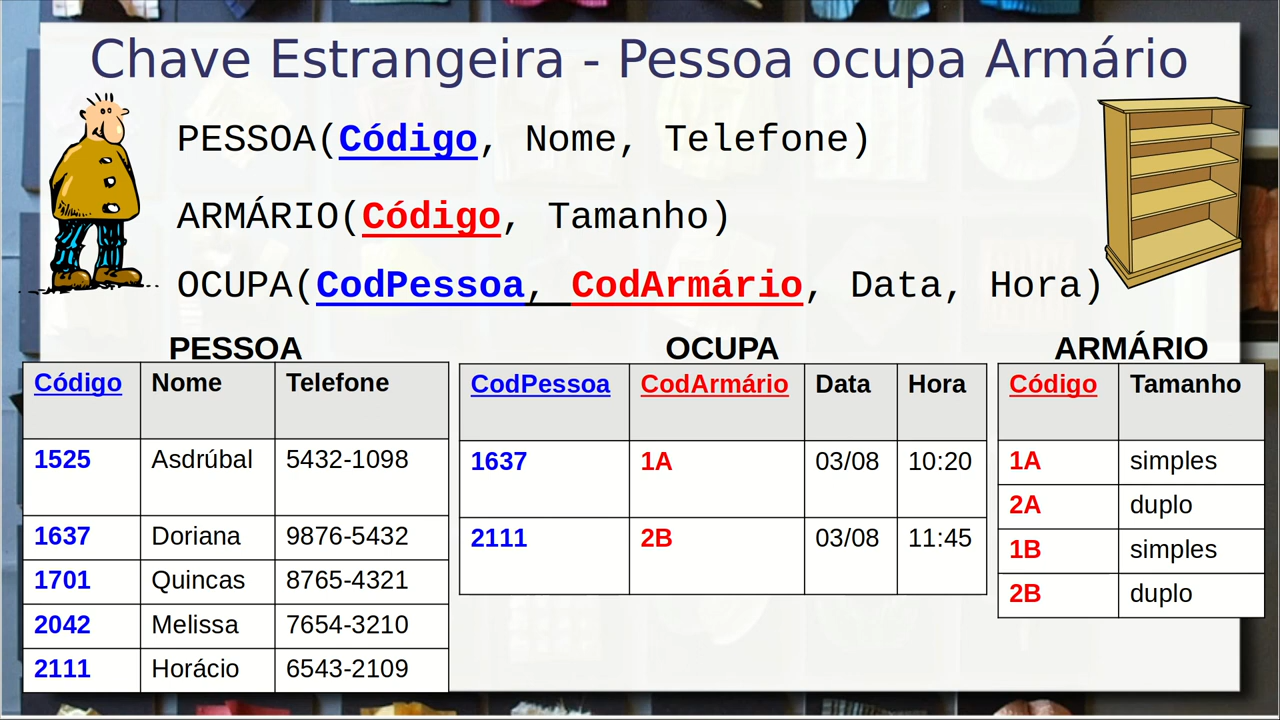 Chave Estrangeira - Pessoa ocupa Armário
PESSOA(Código, Nome, Telefone)
ARMÁRIO(Código, Tamanho)
OCUPA(CodPessoa, CodArmário, Data, Hora)
PESSOA
Código Nome Telefone
1525 Asdrúbal 5432-1098
1637 Doriana 9876-5432
1701 Quincas 8765-4321
2042 Melissa 7654-3210
2111 Horácio 6543-2109
OCUPA
CodPessoa CodArmário Data Hora
1637 1A 03/08 10:20
2111 2B 03/08 11:45
ARMÁRIO
Código Tamanho
1A simples
2A duplo
1B simples
2B duplo